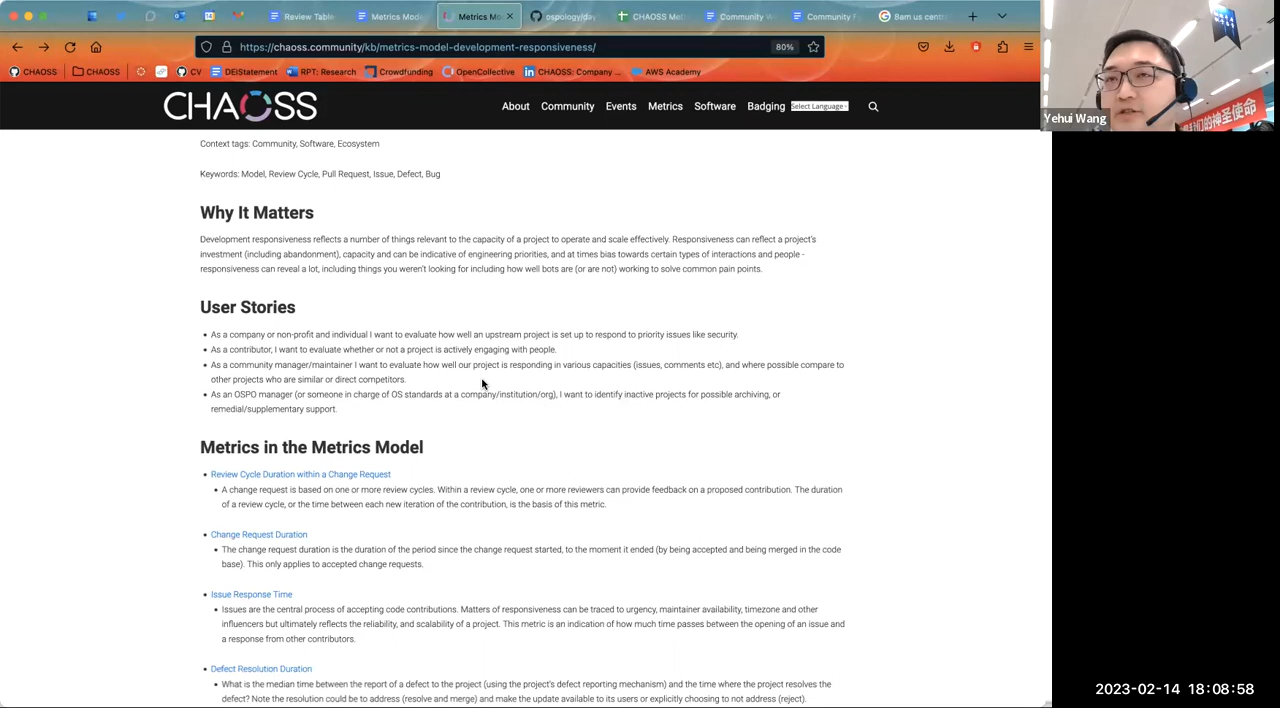 Review Table
Metrics Mode
Metrics Mo
ospology/day
CHAOSS Met
Community W
Community F
Bam us cent
https://chaoss.community/kb/metrics-model-development-responsiveness/
80%
CHAOSS
CHAOSS
CV
DEIStatement
RPT: Research
Crowdfunding
OpenCollective
CHAOSS: Company ...
AWS Academy
CHAOSS
About
Community
Events
Metrics
Software
Badging
Select Language
Yehui Wang
们的神圣使命
Context tags: Community, Software, Ecosystem
Keywords: Model, Review Cycle, Pull Request, Issue, Defect, Bug
Why It Matters
Development responsiveness reflects a number of things relevant to the capacity of a project to operate and scale effectively. Responsiveness can reflect a project's
investment (including abandonment), capacity and can be indicative of engineering priorities, and at times bias towards certain types of interactions and people -
responsiveness can reveal a lot, including things you weren't looking for including how well bots are (or are not) working to solve common pain points.
User Stories
• As a company or non-profit and individual I want to evaluate how well an upstream project is set up to respond to priority issues like security.
• As a contributor, I want to evaluate whether or not a project is actively engaging with people.
• As a community manager/maintainer I want to evaluate how well our project is responding in various capacities (issues, comments etc), and where possible compare to
other projects who are similar or direct competitors.
• As an OSPO manager (or someone in charge of OS standards at a company/institution/org), I want to identify inactive projects for possible archiving, or
remedial/supplementary support.
Metrics in the Metrics Model
• Review Cycle Duration within a Change Request
• A change request is based on one or more review cycles. Within a review cycle, one or more reviewers can provide feedback on a proposed contribution. The duration
of a review cycle, or the time between each new iteration of the contribution, is the basis of this metric.
• Change Request Duration
• The change request duration is the duration of the period since the change request started, to the moment it ended (by being accepted and being merged in the code
base). This only applies to accepted change requests.
• Issue Response Time
• Issues are the central process of accepting code contributions. Matters of responsiveness can be traced to urgency, maintainer availability, timezone and other
influencers but ultimately reflects the reliability, and scalability of a project. This metric is an indication of how much time passes between the opening of an issue and
a response from other contributors.
• Defect Resolution Duration
• What is the median time between the report of a defect to the project (using the project's defect reporting mechanism) and the time where the project resolves the
defect? Note the resolution could be to address (resolve and merge) and make the update available to its users or explicitly choosing to not address (reject).
2023-02-14 18:08:58